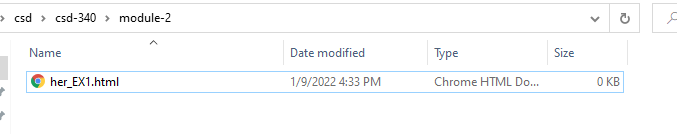 csd > csd-340 > module-2
Name Date modified Type Size
her_EX1.html 1/9/2022 4:33 PM Chrome HTML Do... 0 KB